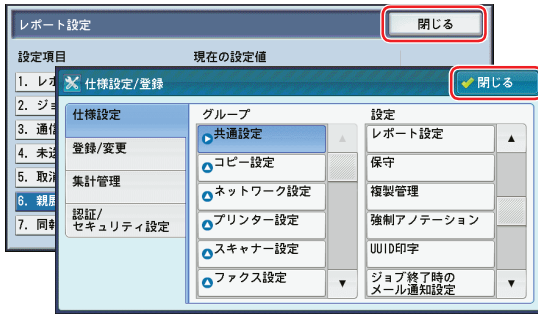 レポート設定
閉じる
設定項目
現在の設定値
1. レポ
2. ジョ
3. 通信
4. 未送
5. 取消
6. 親展
7. 同報
仕様設定/登録
閉じる
仕様設定
登録/変更
集計管理
認証/
セキュリティ設定
グループ
共通設定
コピー設定
ネットワーク設定
プリンター設定
スキャナー設定
ファクス設定
設定
レポート設定
保守
複製管理
強制アノテーション
UUID印字
ジョブ終了時の
メール通知設定